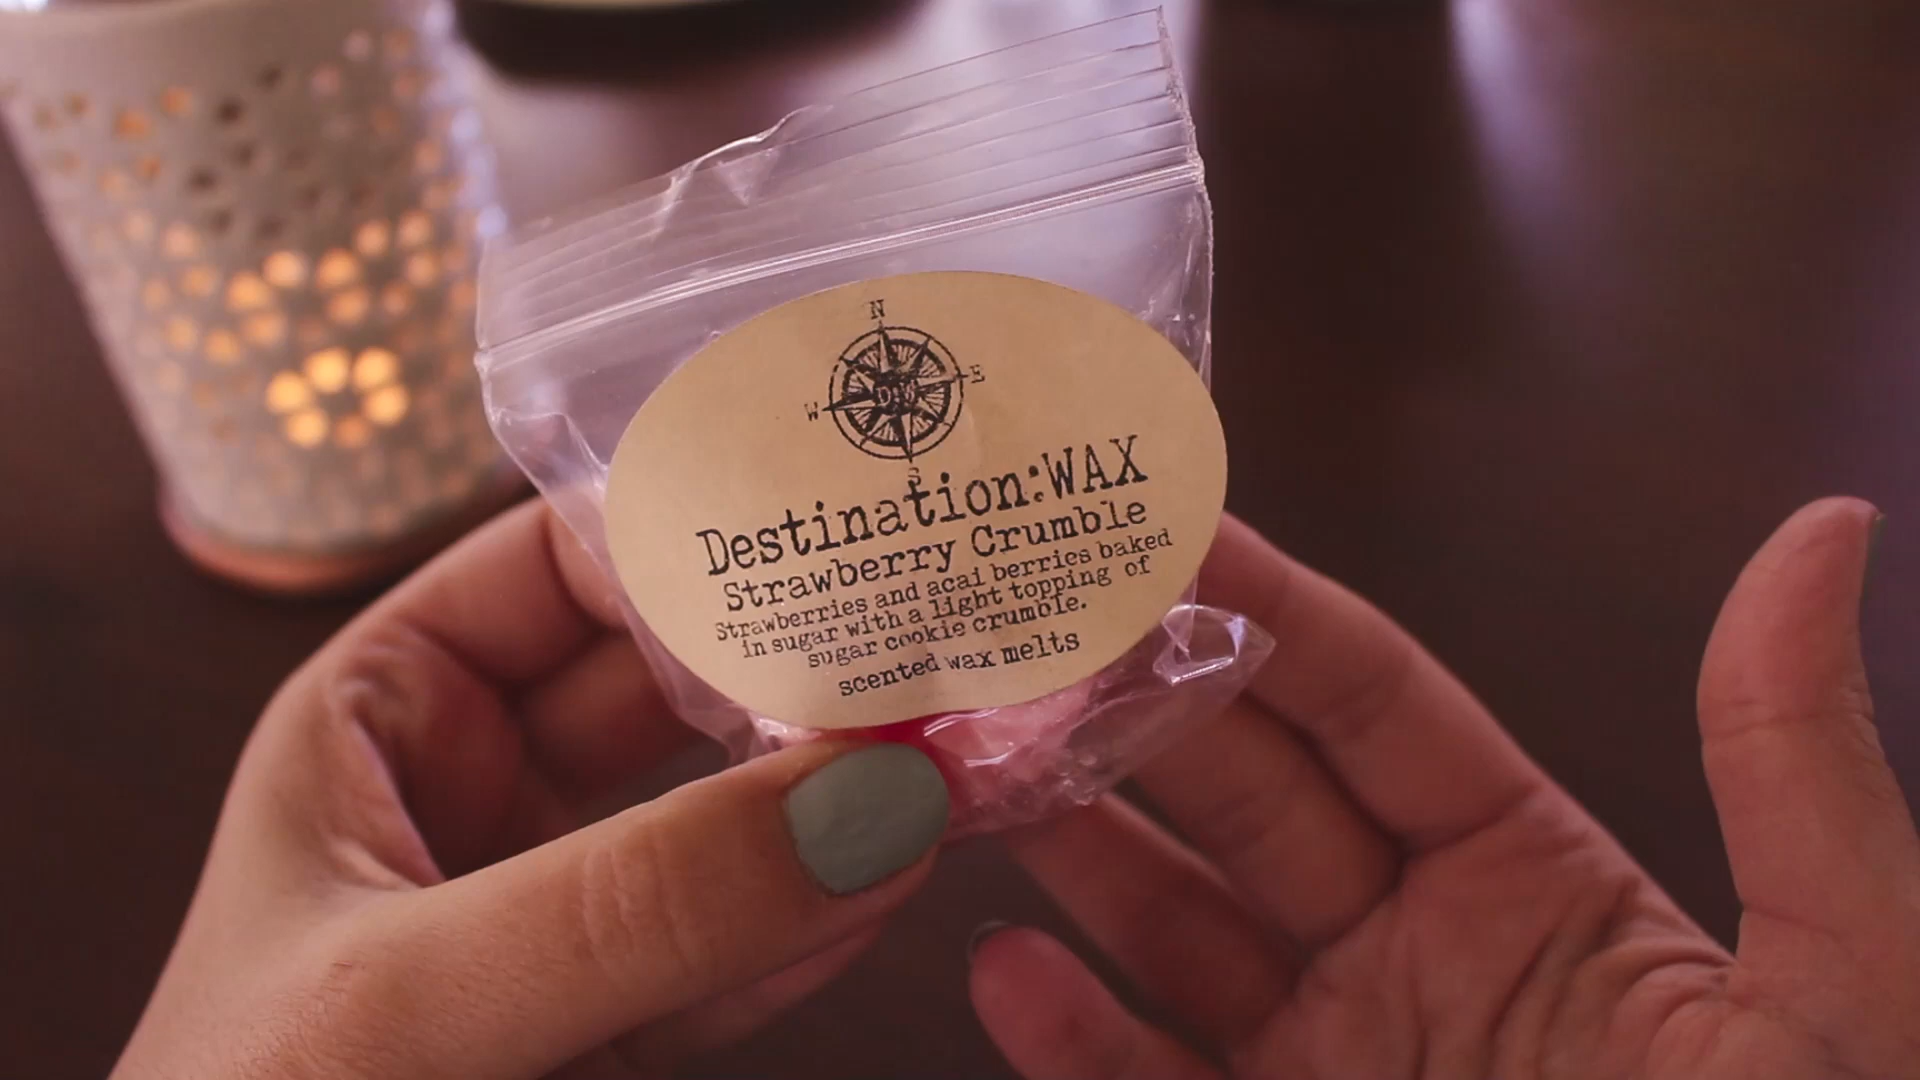 N
W E
S
Destination:WAX
Strawberry Crumble
Strawberries and acai berries baked
in sugar with a light topping of
sugar cookie crumble.
scented wax melts